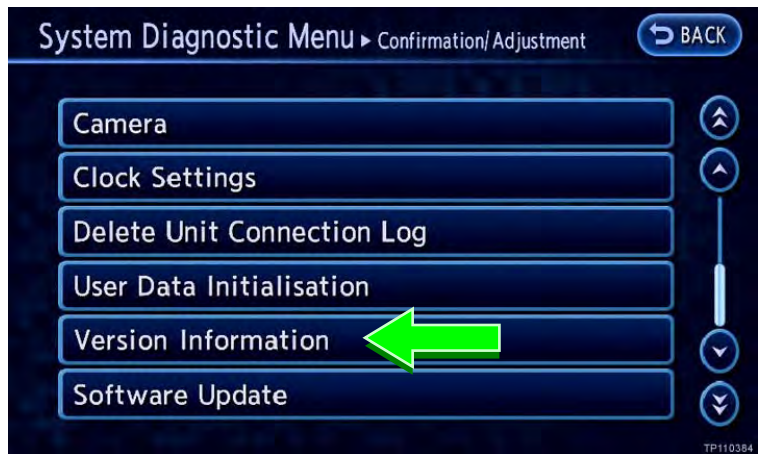 System Diagnostic Menu ▸ Confirmation/Adjustment BACK
Camera
Clock Settings
Delete Unit Connection Log
User Data Initialisation
Version Information
Software Update
TP110384